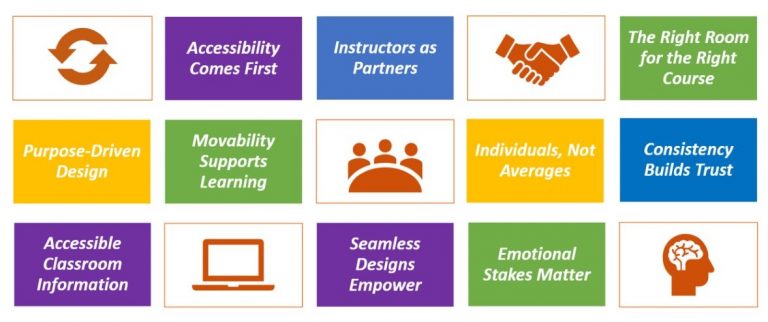 Accessibility
Comes First
Instructors as
Partners
The Right Room
for the Right
Course
Purpose-Driven
Design
Movability
Supports
Learning
Individuals, Not
Averages
Consistency
Builds Trust
Accessible
Classroom
Information
Seamless
Designs
Empower
Emotional
Stakes Matter